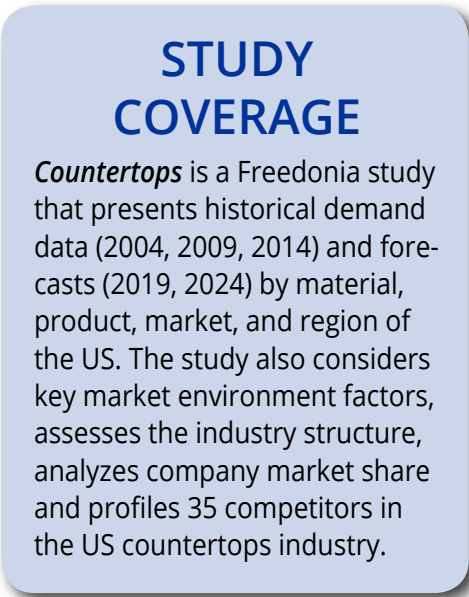 STUDY
COVERAGE
Countertops is a Freedonia study
that presents historical demand
data (2004, 2009, 2014) and fore-
casts (2019, 2024) by material,
product, market, and region of
the US. The study also considers
key market environment factors,
assesses the industry structure,
analyzes company market share
and profiles 35 competitors in
the US countertops industry.